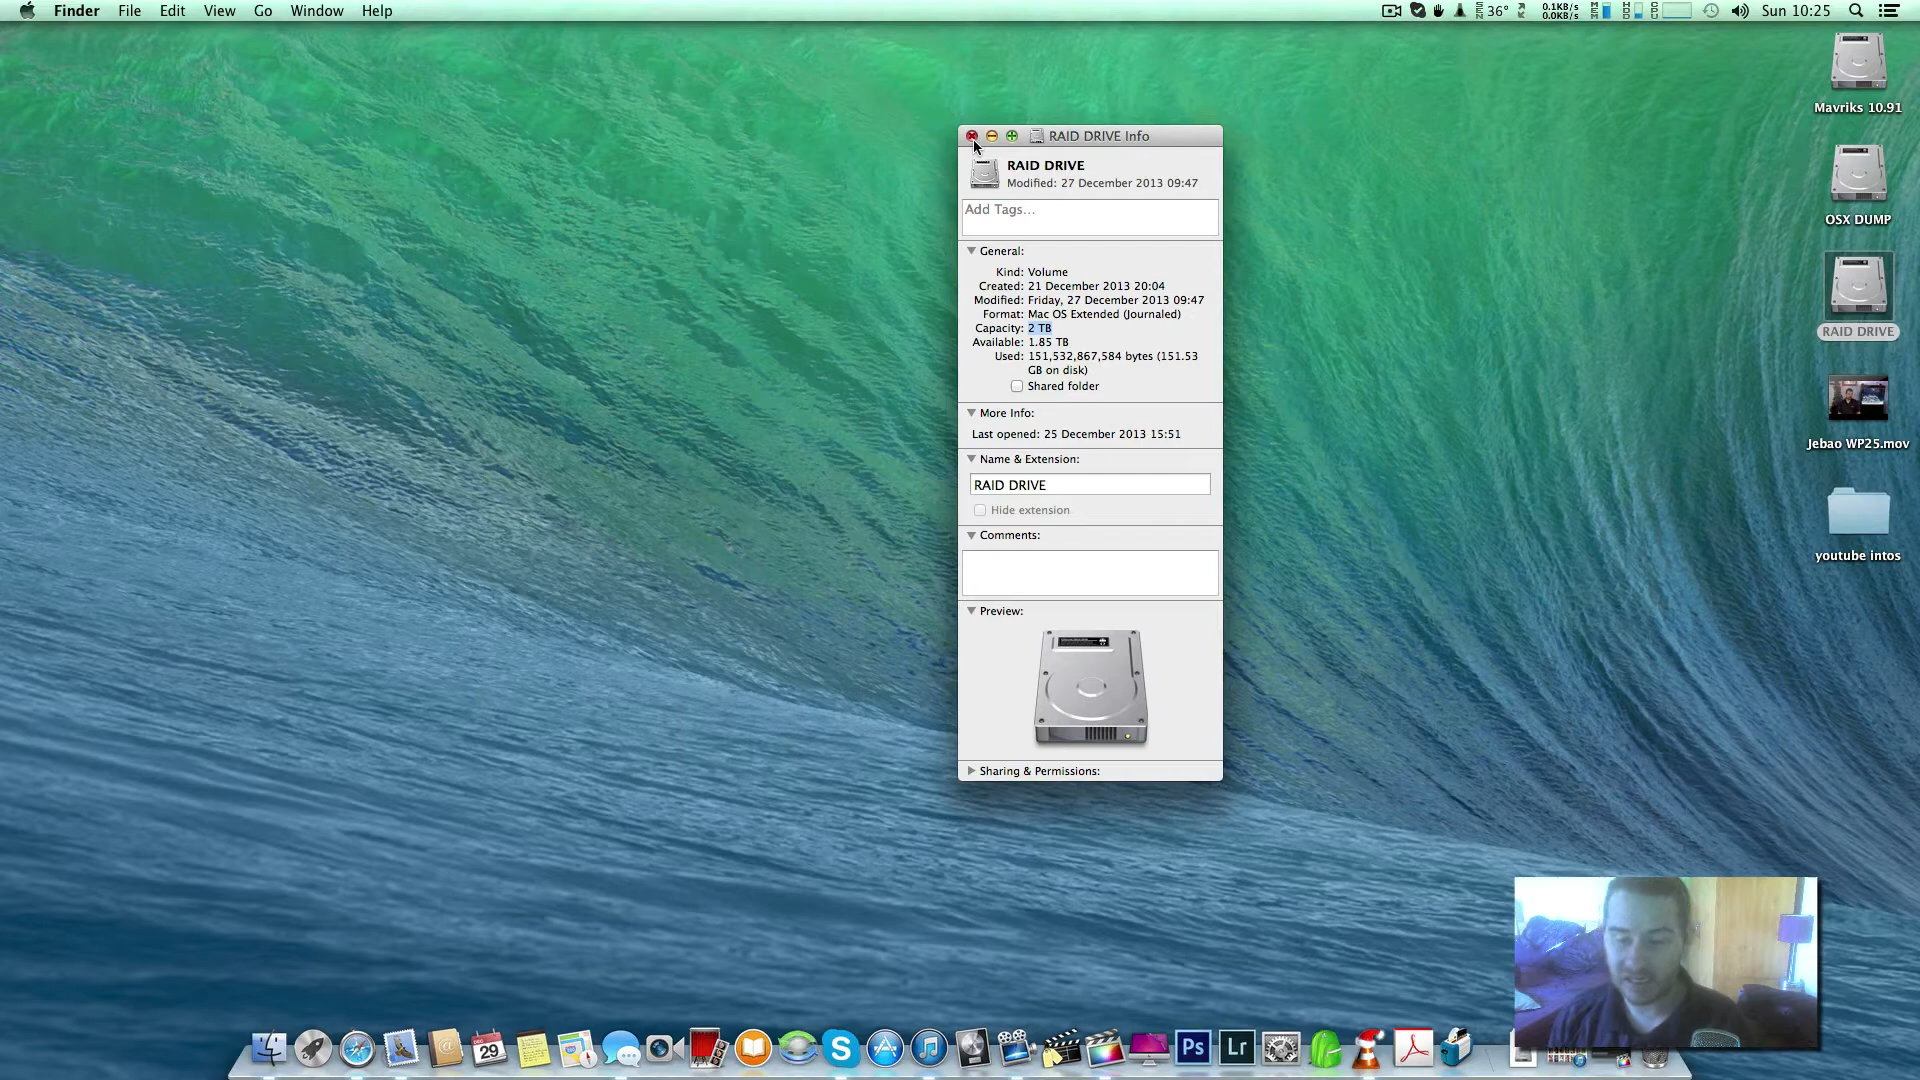 Finder File Edit View Go Window Help
36° 0.1KB/s Sun 10:25
0.0KB/s
Mavriks 10.91
OSX DUMP
RAID DRIVE
Jebao WP25.mov
youtube intos
RAID DRIVE Info
RAID DRIVE
Modified: 27 December 2013 09:47
Add Tags...
General:
Kind: Volume
Created: 21 December 2013 20:04
Modified: Friday, 27 December 2013 09:47
Format: Mac OS Extended (Journaled)
Capacity: 2 TB
Available: 1.85 TB
Used: 151,532,867,584 bytes (151.53
GB on disk)
Shared folder
More Info:
Last opened: 25 December 2013 15:51
Name & Extension:
RAID DRIVE
Hide extension
Comments:
Preview:
Sharing & Permissions:
29
S
Ps
Lr